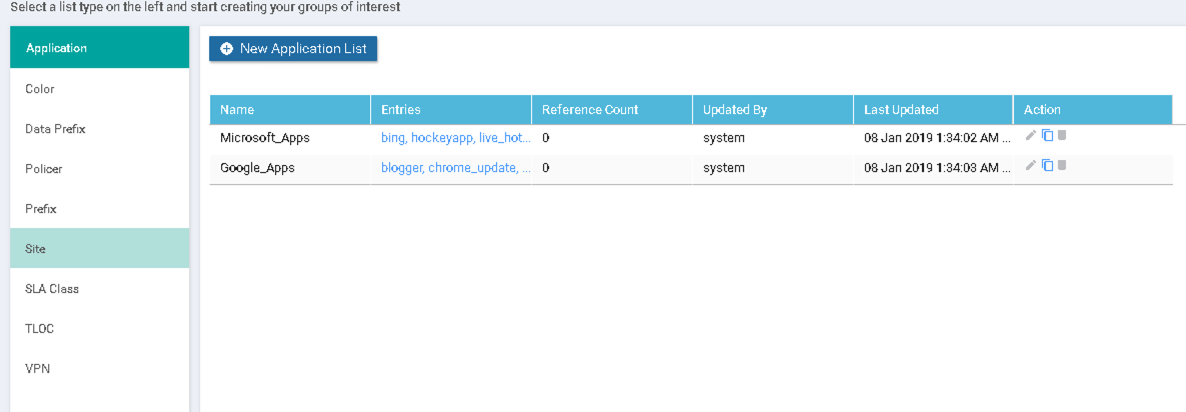 Select a list type on the left and start creating your groups of interest
Application
Color
Data Prefix
Policer
Prefix
Site
SLA Class
TLOC
VPN
New Application List
Name Entries Reference Count Updated By Last Updated Action
Microsoft_Apps bing, hockeyapp, live_hot... 0 system 08 Jan 2019 1:34:02 AM ...
Google_Apps blogger, chrome_update, ... 0 system 08 Jan 2019 1:34:03 AM ...